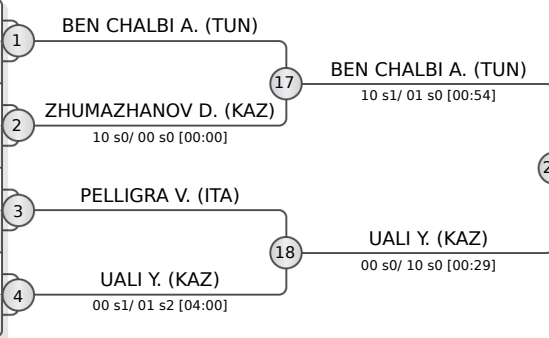 BEN CHALBI A. (TUN)
1
17
BEN CHALBI A. (TUN)
10 s1/ 01 s0 [00:54]
ZHUMAZHANOV D. (KAZ)
2
10 s0/ 00 s0 [00:00]
2
PELLIGRA V. (ITA)
3
18
UALI Y. (KAZ)
00 s0/ 10 s0 [00:29]
UALI Y. (KAZ)
4
00 s1/ 01 s2 [04:00]